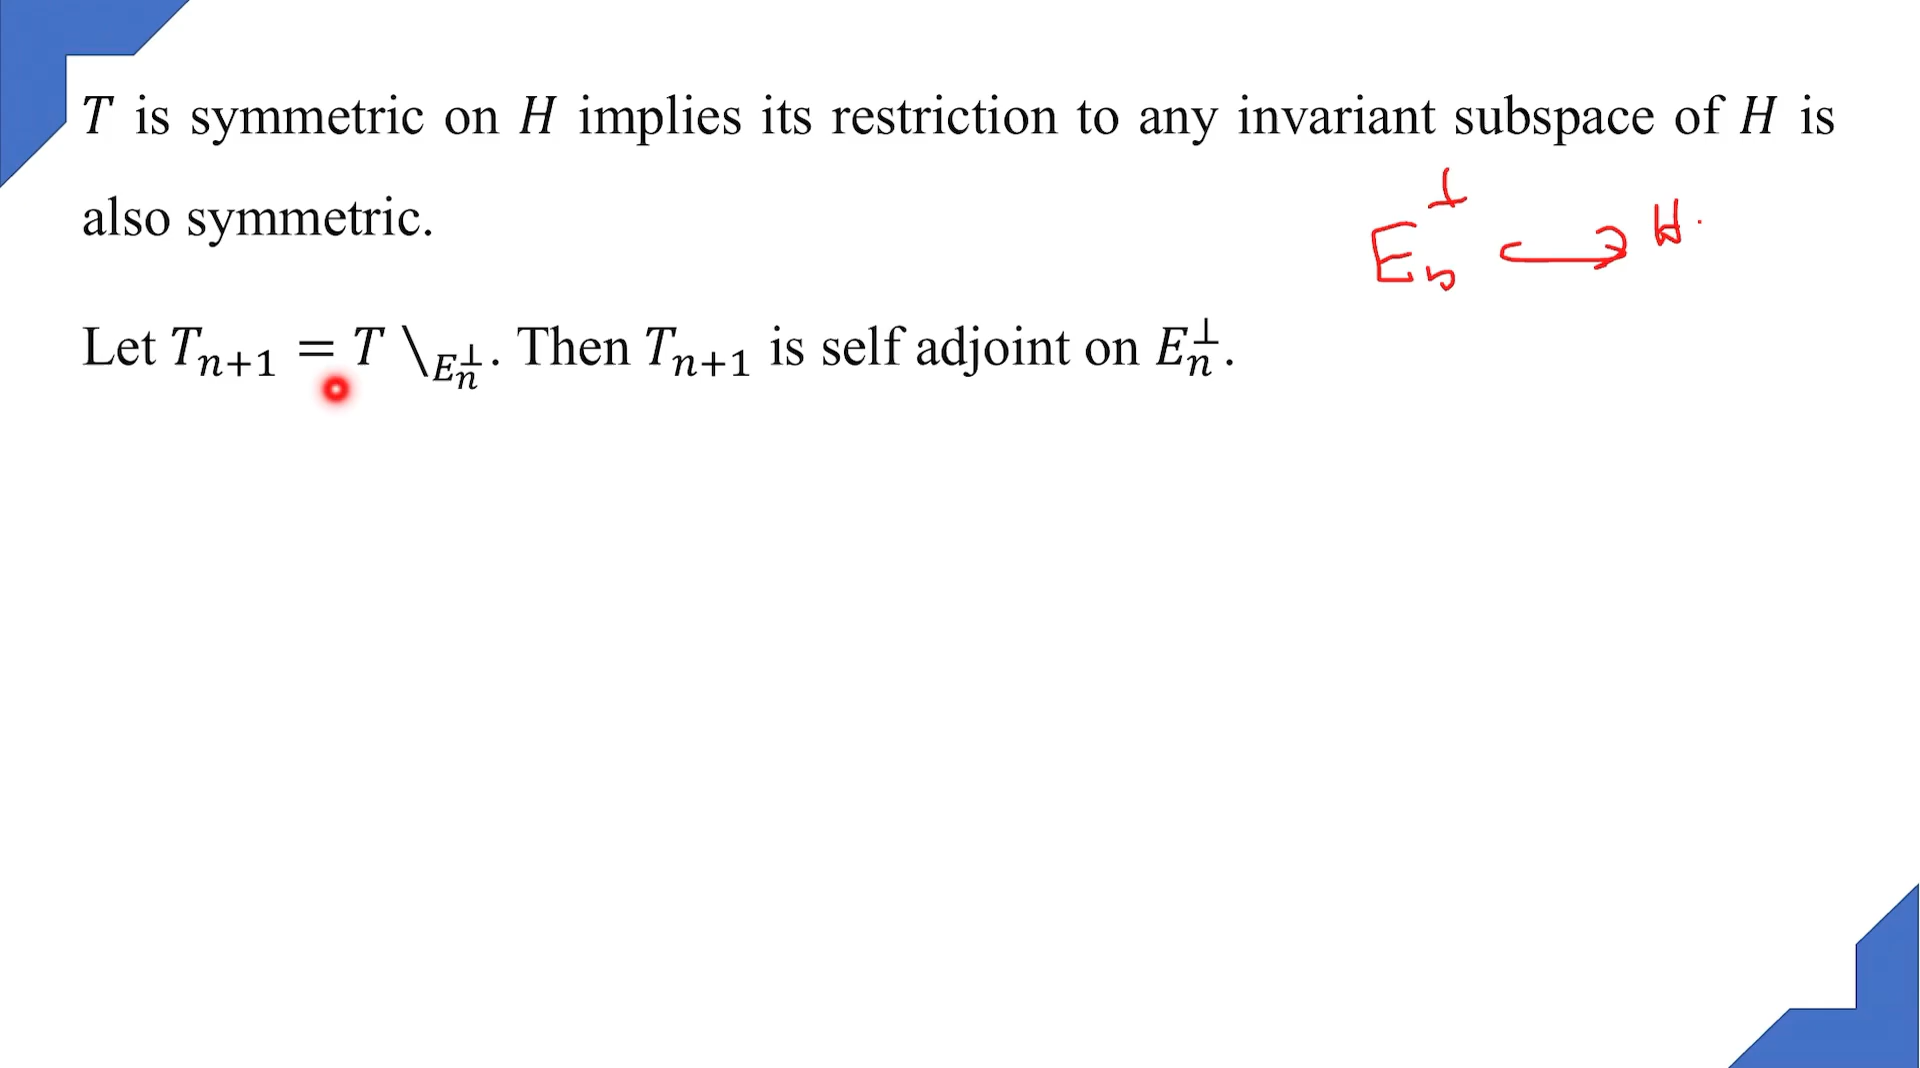 T is symmetric on H implies its restriction to any invariant subspace of H is
also symmetric.
E_n^⊥ ↪ H.
Let T_{n+1} = T \_{E_n^⊥}. Then T_{n+1} is self adjoint on E_n^⊥.